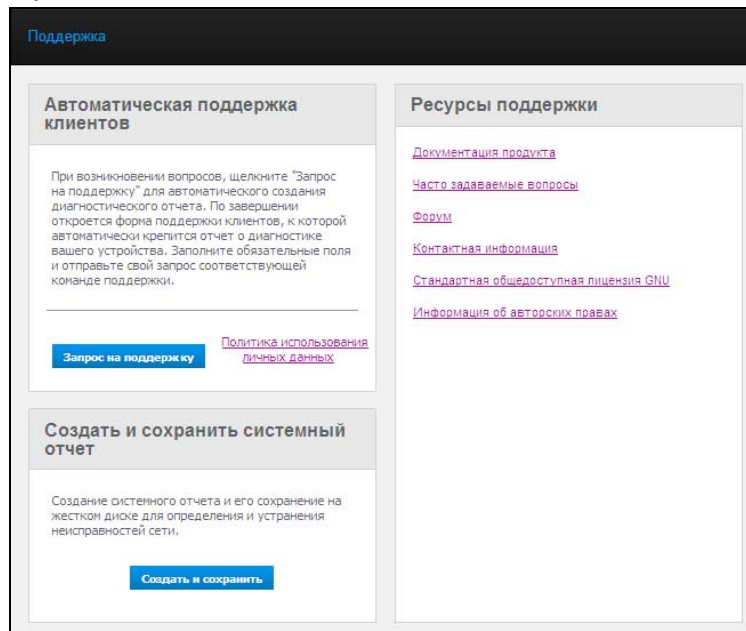 Поддержка
Автоматическая поддержка
клиентов
При возникновении вопросов, щелкните "Запрос
на поддержку" для автоматического создания
диагностического отчета. По завершении
откроется форма поддержки клиентов, к которой
автоматически крепится отчет о диагностике
вашего устройства. Заполните обязательные поля
и отправьте свой запрос соответствующей
команде поддержки.
Запрос на поддержку
Политика использования
личных данных
Создать и сохранить системный
отчет
Создание системного отчета и его сохранение на
жестком диске для определения и устранения
неисправностей сети.
Создать и сохранить
Ресурсы поддержки
Документация продукта
Часто задаваемые вопросы
Форум
Контактная информация
Стандартная общедоступная лицензия GNU
Информация об авторских правах